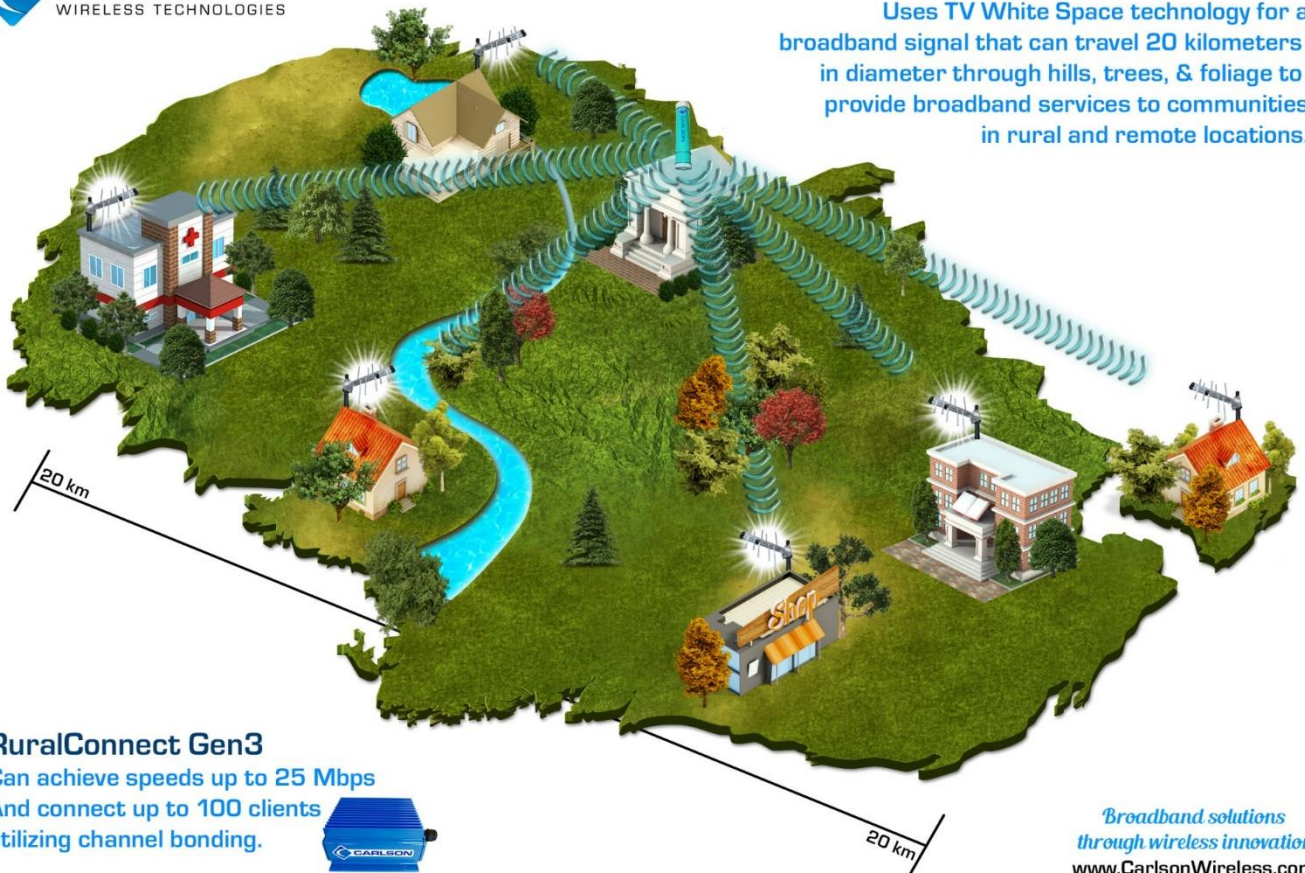 WIRELESS TECHNOLOGIES
Uses TV White Space technology for a
broadband signal that can travel 20 kilometers
in diameter through hills, trees, & foliage to
provide broadband services to communities
in rural and remote locations.
CARLSON
20 km
Shop
RuralConnect Gen3
Can achieve speeds up to 25 Mbps
And connect up to 100 clients
utilizing channel bonding.
CARLSON
20 km
Broadband solutions
through wireless innovation
www.CarlsonWireless.com